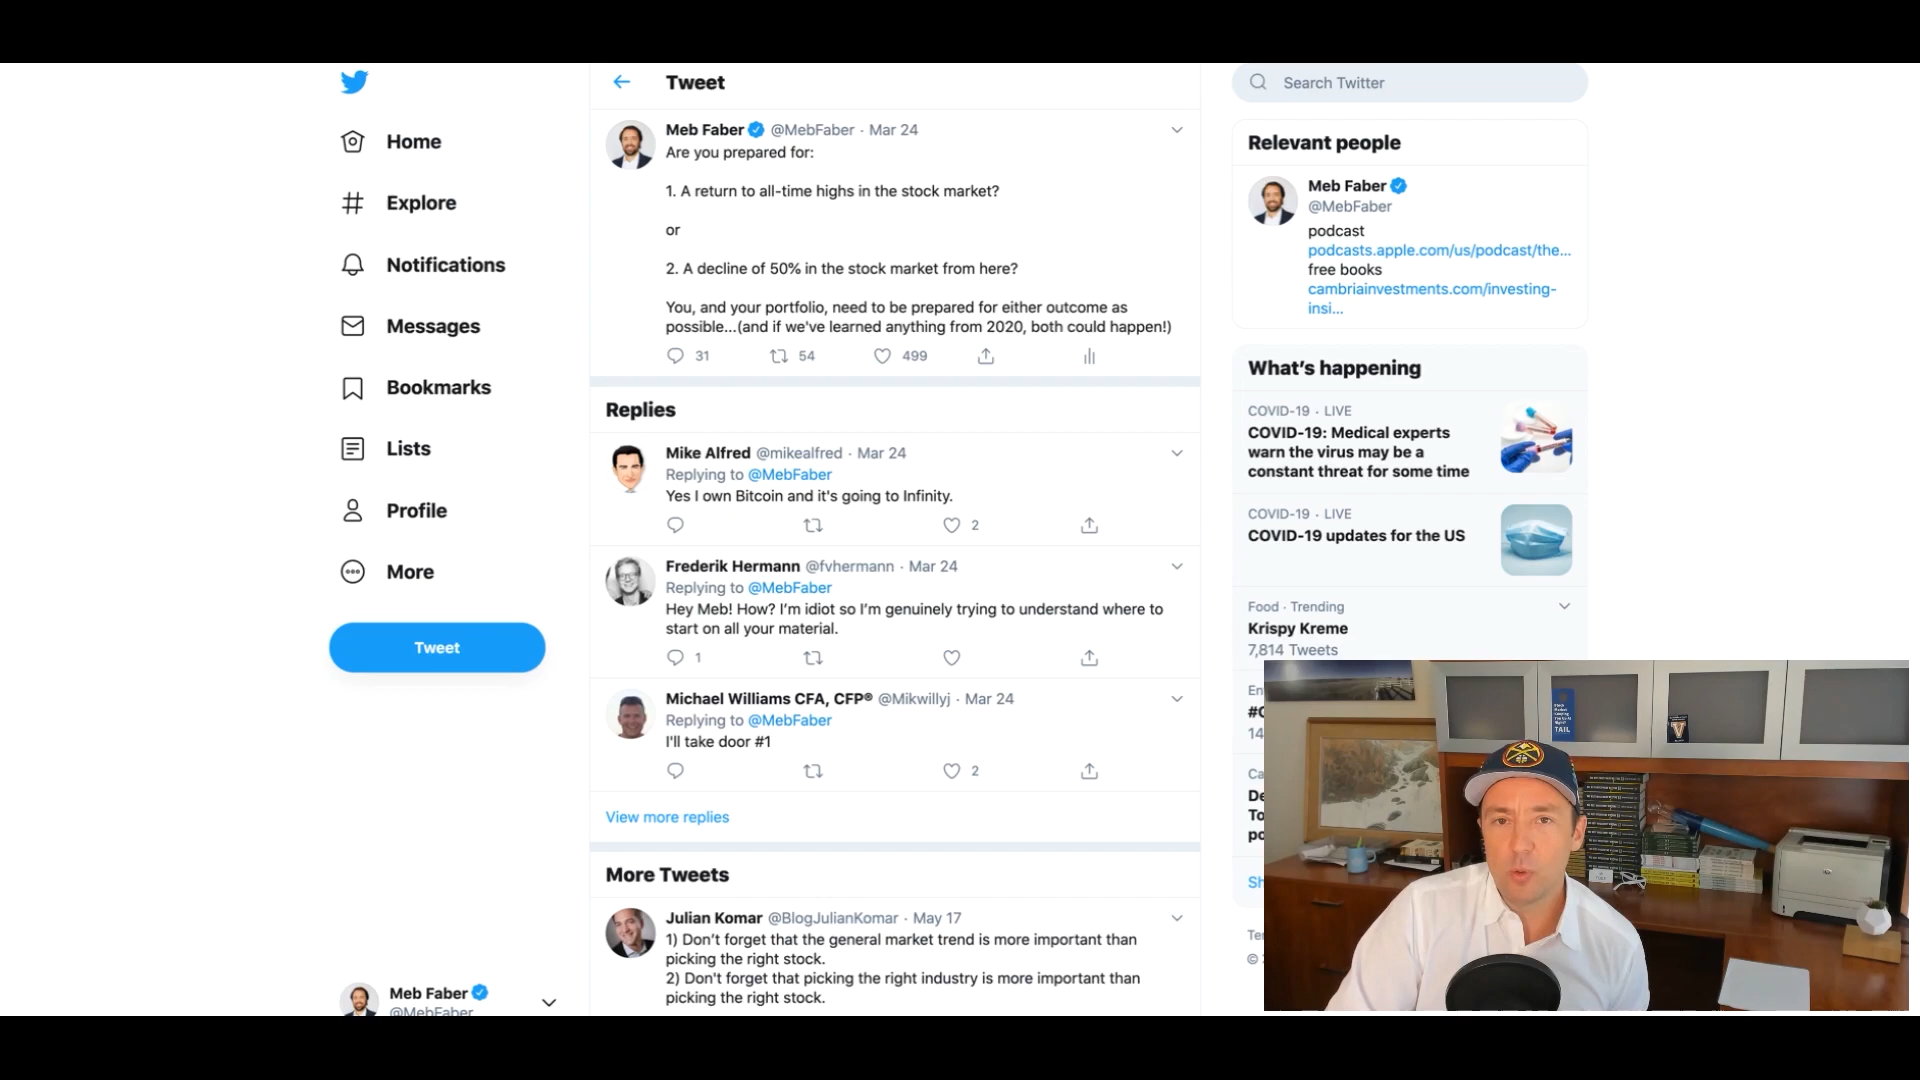 Home
Explore
Notifications
Messages
Bookmarks
Lists
Profile
More
Tweet
Meb Faber
@MebFaber
Tweet
Meb Faber @MebFaber · Mar 24
Are you prepared for:
1. A return to all-time highs in the stock market?
or
2. A decline of 50% in the stock market from here?
You, and your portfolio, need to be prepared for either outcome as
possible...(and if we've learned anything from 2020, both could happen!)
31 54 499
Replies
Mike Alfred @mikealfred · Mar 24
Replying to @MebFaber
Yes I own Bitcoin and it's going to Infinity.
2
Frederik Hermann @fvhermann · Mar 24
Replying to @MebFaber
Hey Meb! How? I’m idiot so I’m genuinely trying to understand where to
start on all your material.
1
Michael Williams CFA, CFP® @Mikwillyj · Mar 24
Replying to @MebFaber
I'll take door #1
2
View more replies
More Tweets
Julian Komar @BlogJulianKomar · May 17
1) Don’t forget that the general market trend is more important than
picking the right stock.
2) Don't forget that picking the right industry is more important than
picking the right stock.
Search Twitter
Relevant people
Meb Faber
@MebFaber
podcast
podcasts.apple.com/us/podcast/the...
free books
cambriainvestments.com/investing-
insi...
What’s happening
COVID-19 · LIVE
COVID-19: Medical experts
warn the virus may be a
constant threat for some time
COVID-19 · LIVE
COVID-19 updates for the US
Food · Trending
Krispy Kreme
7,814 Tweets
TAIL
V